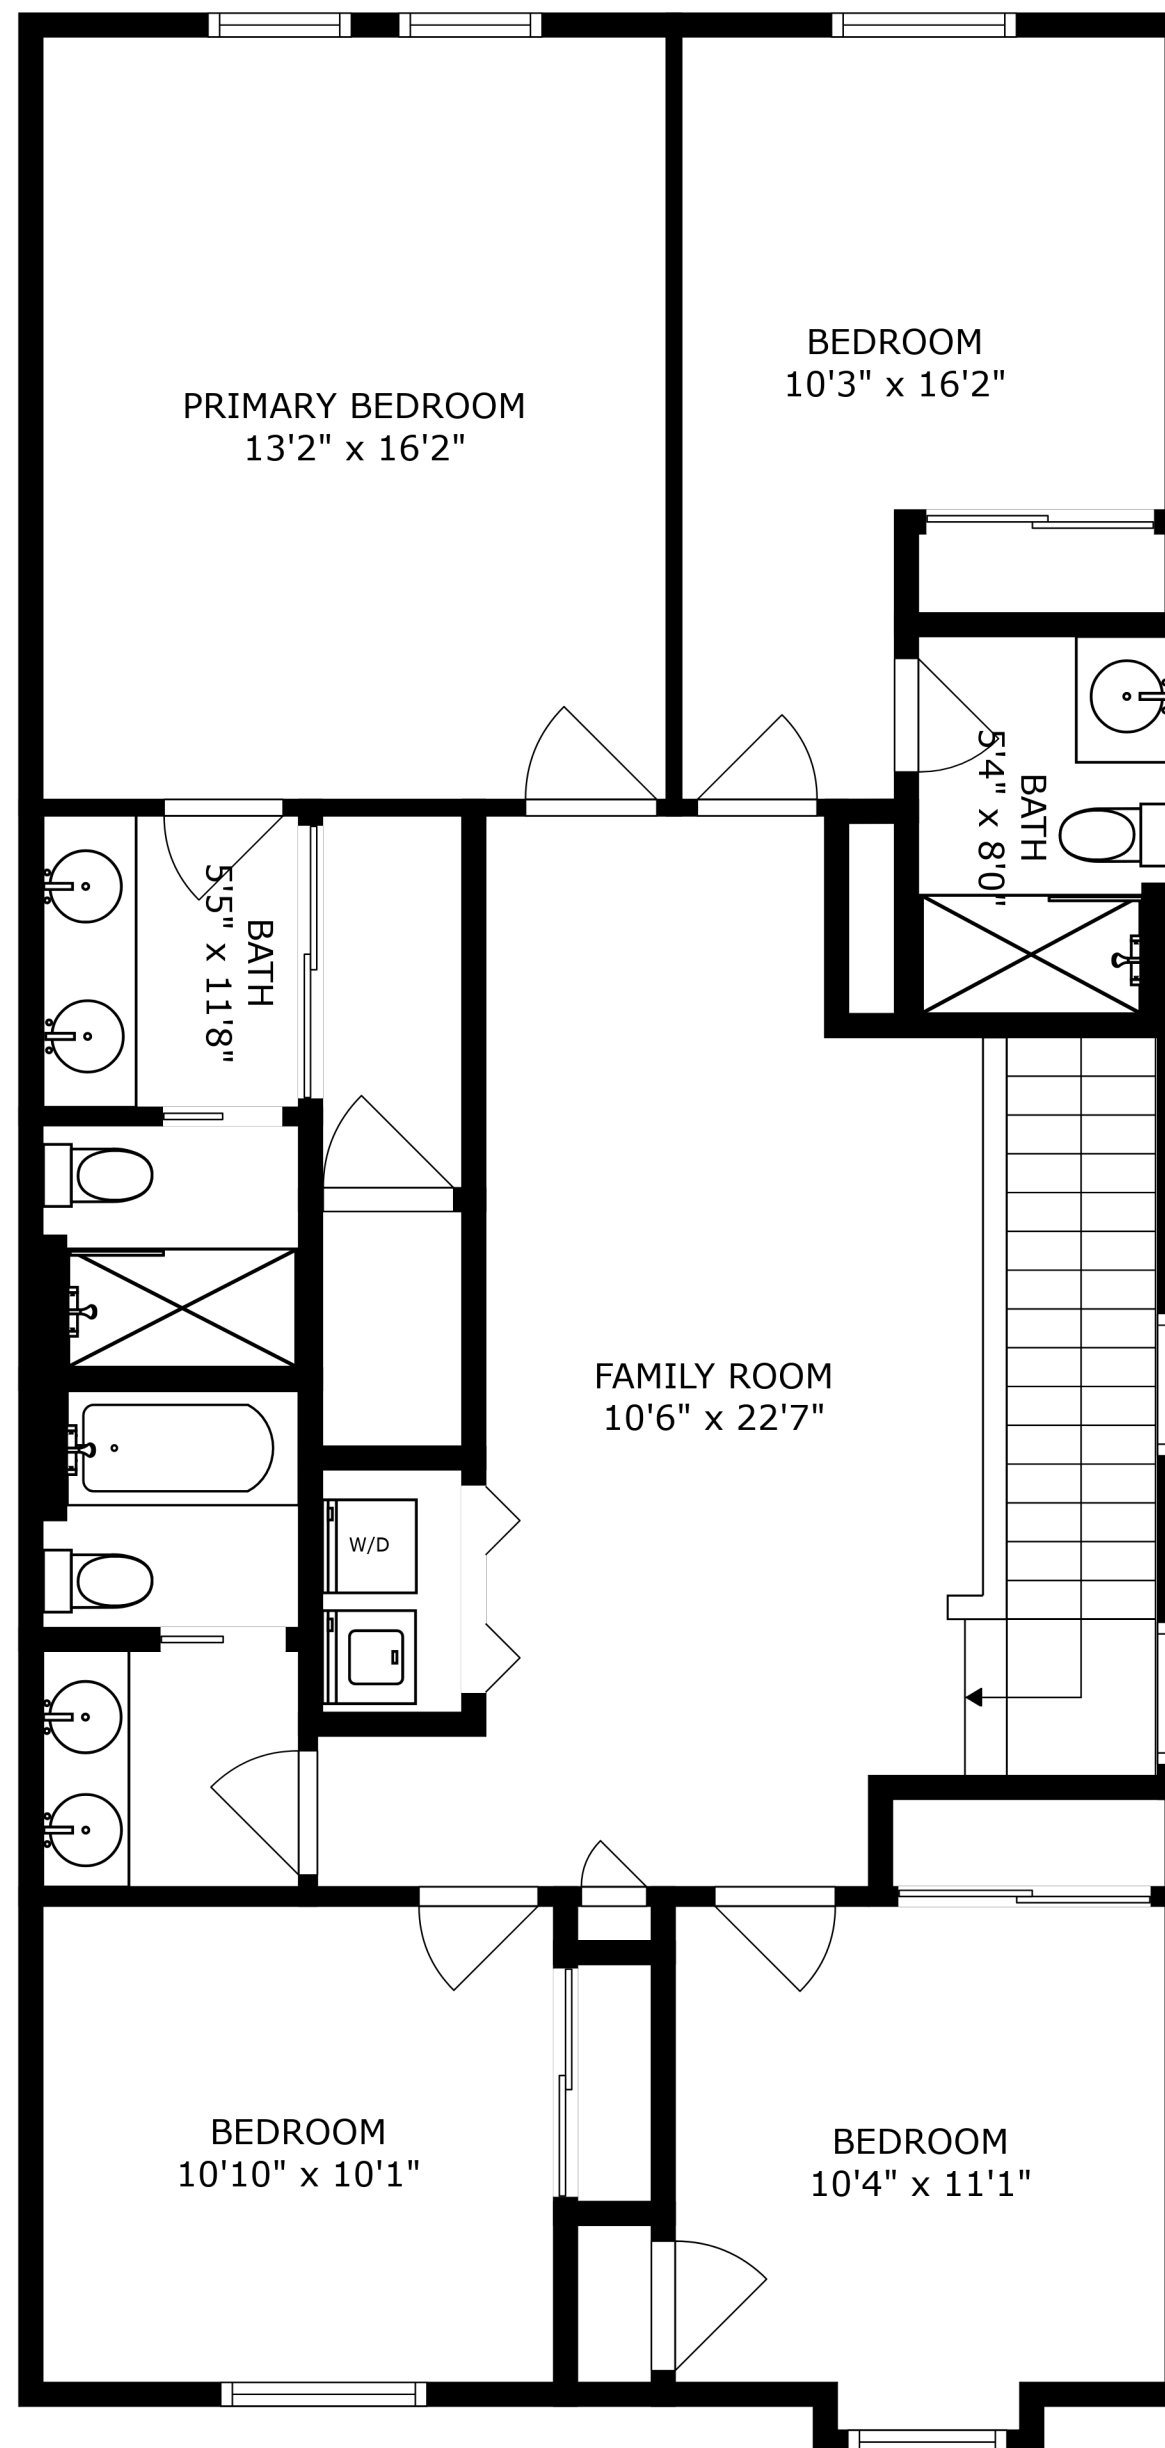 BEDROOM
10'3" x 16'2"
PRIMARY BEDROOM
13'2" x 16'2"
BATH
5'4" x 8'0"
BATH
5'5" x 11'8"
FAMILY ROOM
10'6" x 22'7"
W/D
BEDROOM
10'10" x 10'1"
BEDROOM
10'4" x 11'1"